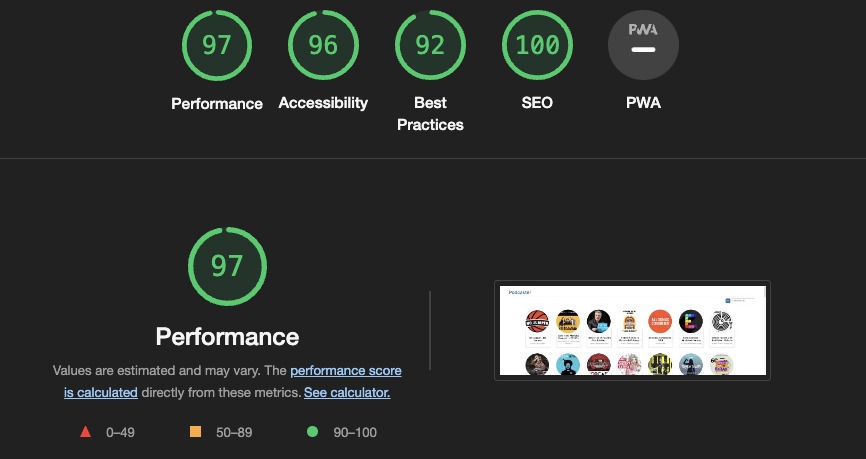 97
96
92
100
PWA
Performance
Accessibility
Best
Practices
SEO
PWA
97
Performance
Values are estimated and may vary. The performance score
is calculated directly from these metrics. See calculator.
0–49
50–89
90–100
Podcaster